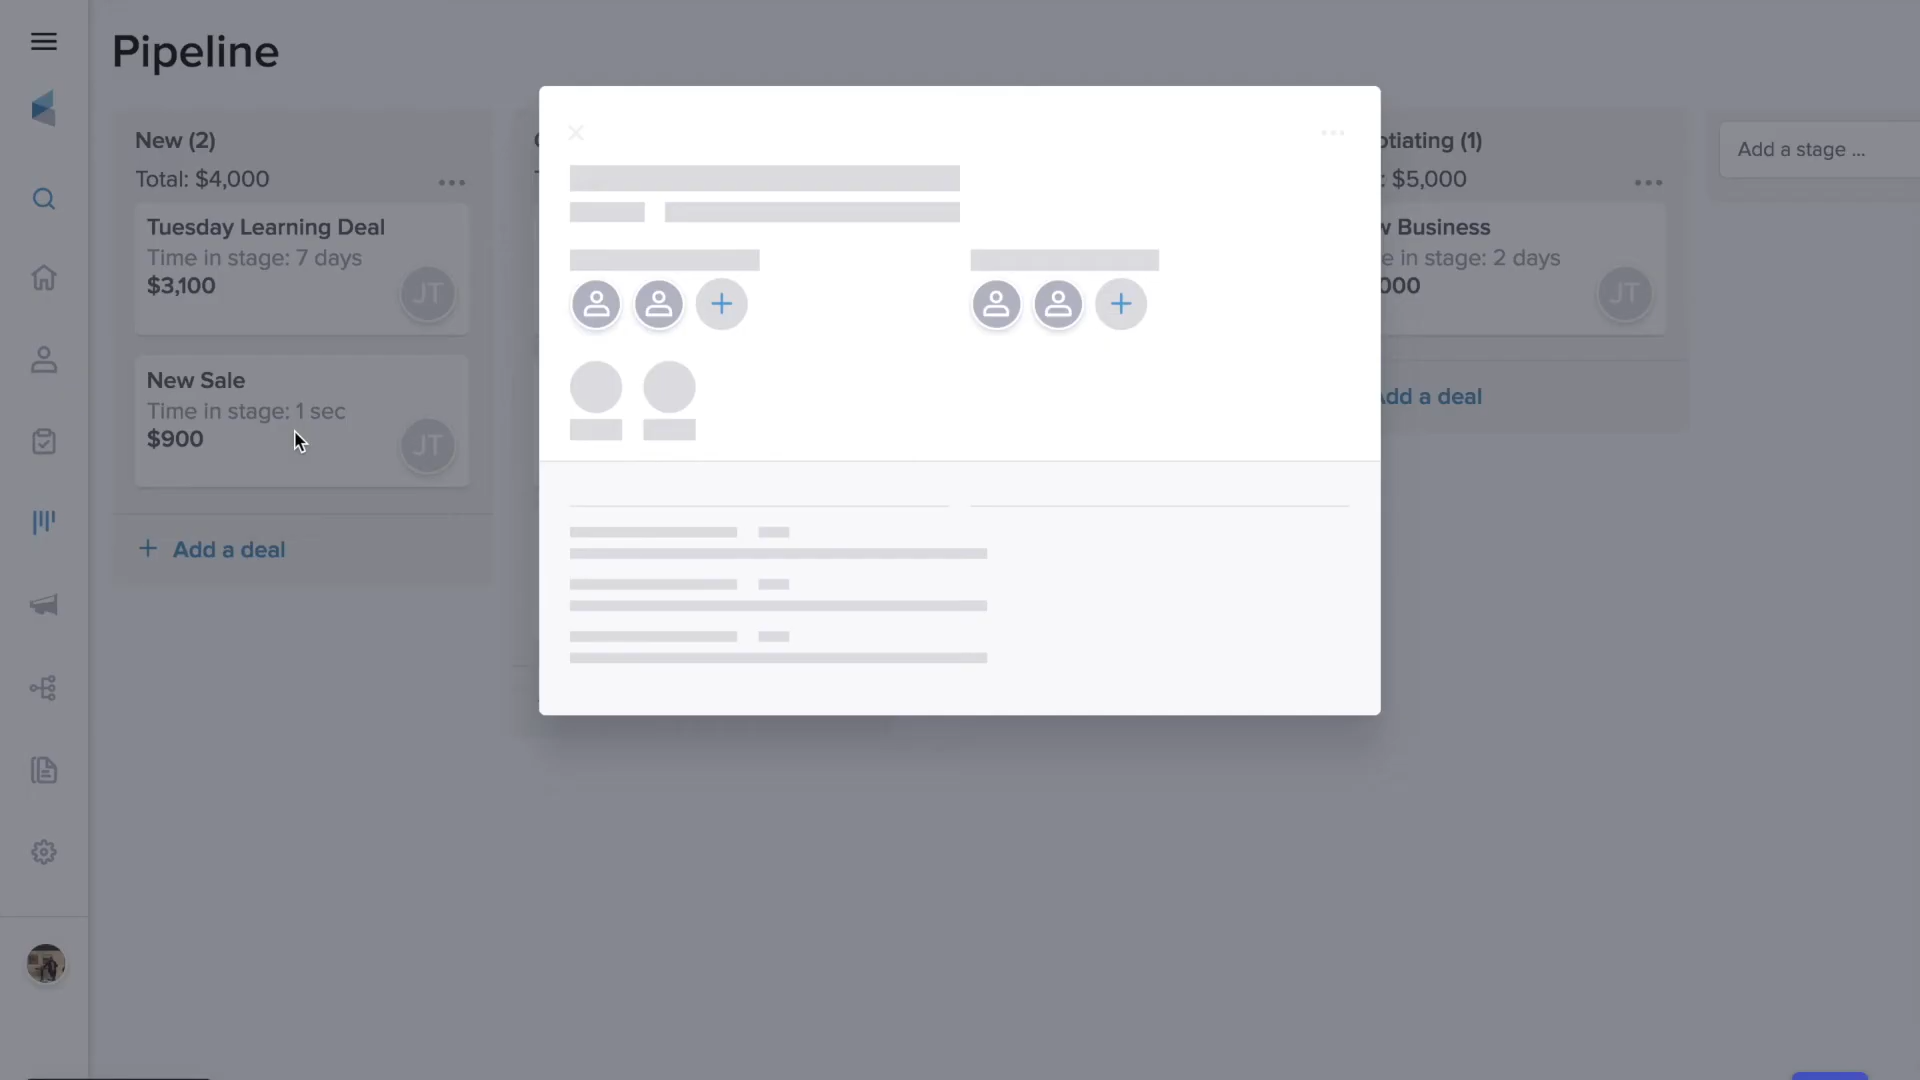 Pipeline
New (2)
Total: $4,000
Tuesday Learning Deal
Time in stage: 7 days
$3,100
JT
New Sale
Time in stage: 1 sec
$900
JT
Add a deal
otiating (1)
: $5,000
Business
in stage: 2 days
000
JT
dd a deal
Add a stage ...